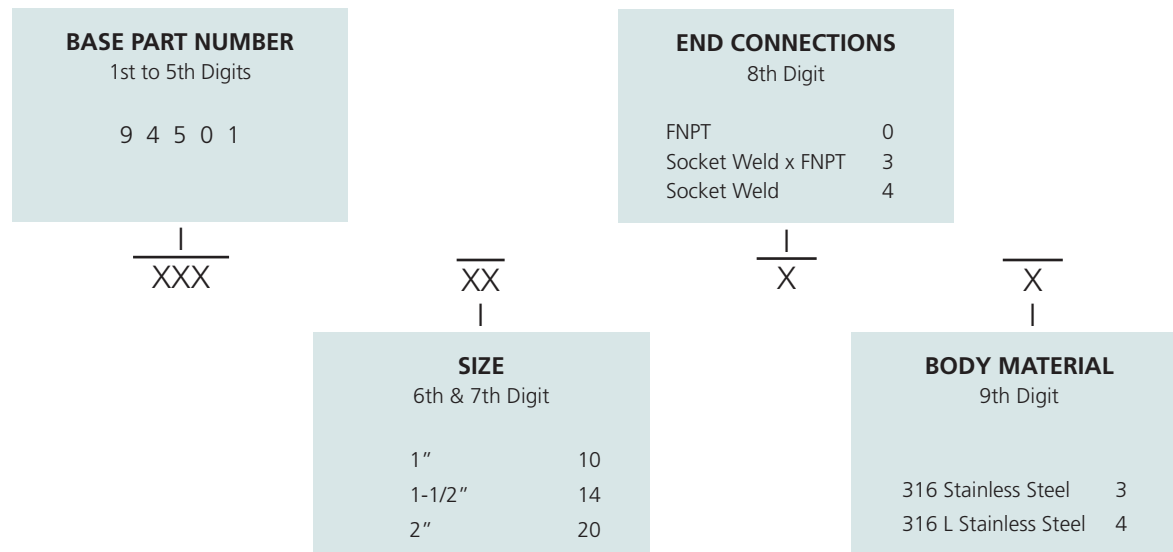 BASE PART NUMBER
1st to 5th Digits
9 4 5 0 1
END CONNECTIONS
8th Digit
FNPT 0
Socket Weld x FNPT 3
Socket Weld 4
XXX
XX
X
X
SIZE
6th & 7th Digit
1” 10
1-1/2” 14
2” 20
BODY MATERIAL
9th Digit
316 Stainless Steel 3
316 L Stainless Steel 4